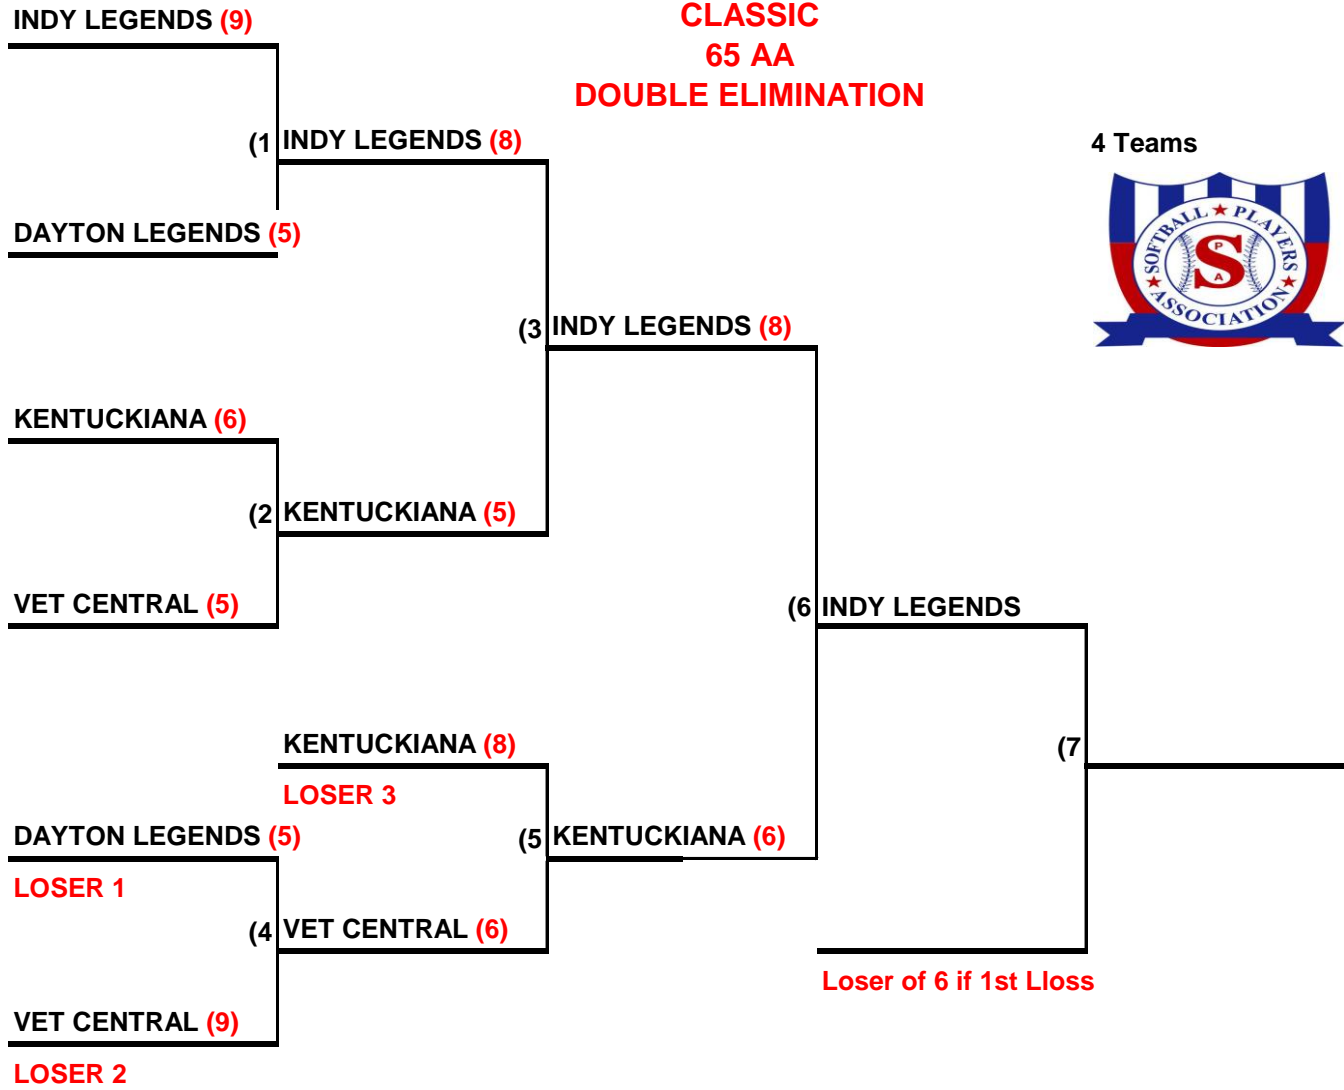 INDY LEGENDS (9)
CLASSIC
65 AA
DOUBLE ELIMINATION
(1 INDY LEGENDS (8)
4 Teams
DAYTON LEGENDS (5)
SOFTBALL ★ PLAYERS ★ ASSOCIATION ★
P
S
A
(3 INDY LEGENDS (8)
KENTUCKIANA (6)
(2 KENTUCKIANA (5)
VET CENTRAL (5)
(6 INDY LEGENDS
KENTUCKIANA (8)
(7
LOSER 3
DAYTON LEGENDS (5)
(5 KENTUCKIANA (6)
LOSER 1
(4 VET CENTRAL (6)
Loser of 6 if 1st Lloss
VET CENTRAL (9)
LOSER 2